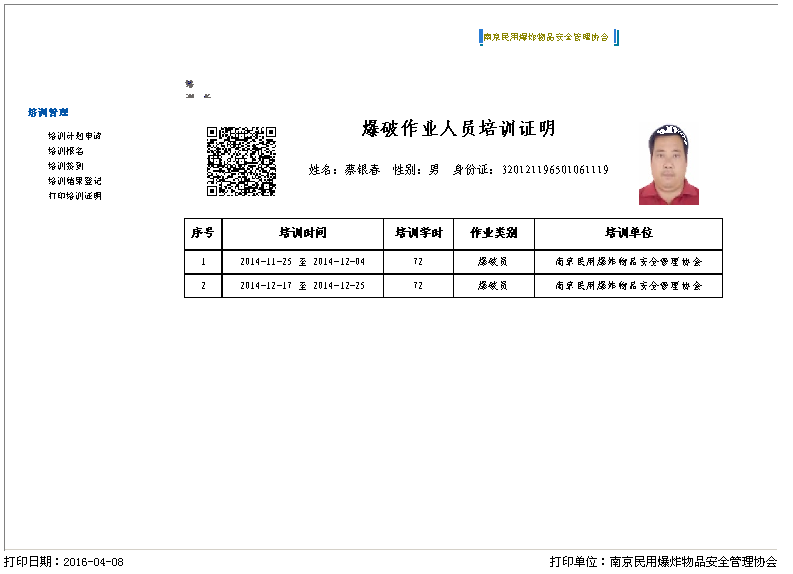 南京民用爆炸物品安全管理协会
培训管理
培训计划申请
培训报名
培训签到
培训结果登记
打印培训证明
爆破作业人员培训证明
姓名：蔡银春 性别：男 身份证：320121196501061119
序号 培训时间 培训学时 作业类别 培训单位
1 2014-11-25 至 2014-12-04 72 爆破员 南京民用爆炸物品安全管理协会
2 2014-12-17 至 2014-12-25 72 爆破员 南京民用爆炸物品安全管理协会
打印日期：2016-04-08 打印单位：南京民用爆炸物品安全管理协会